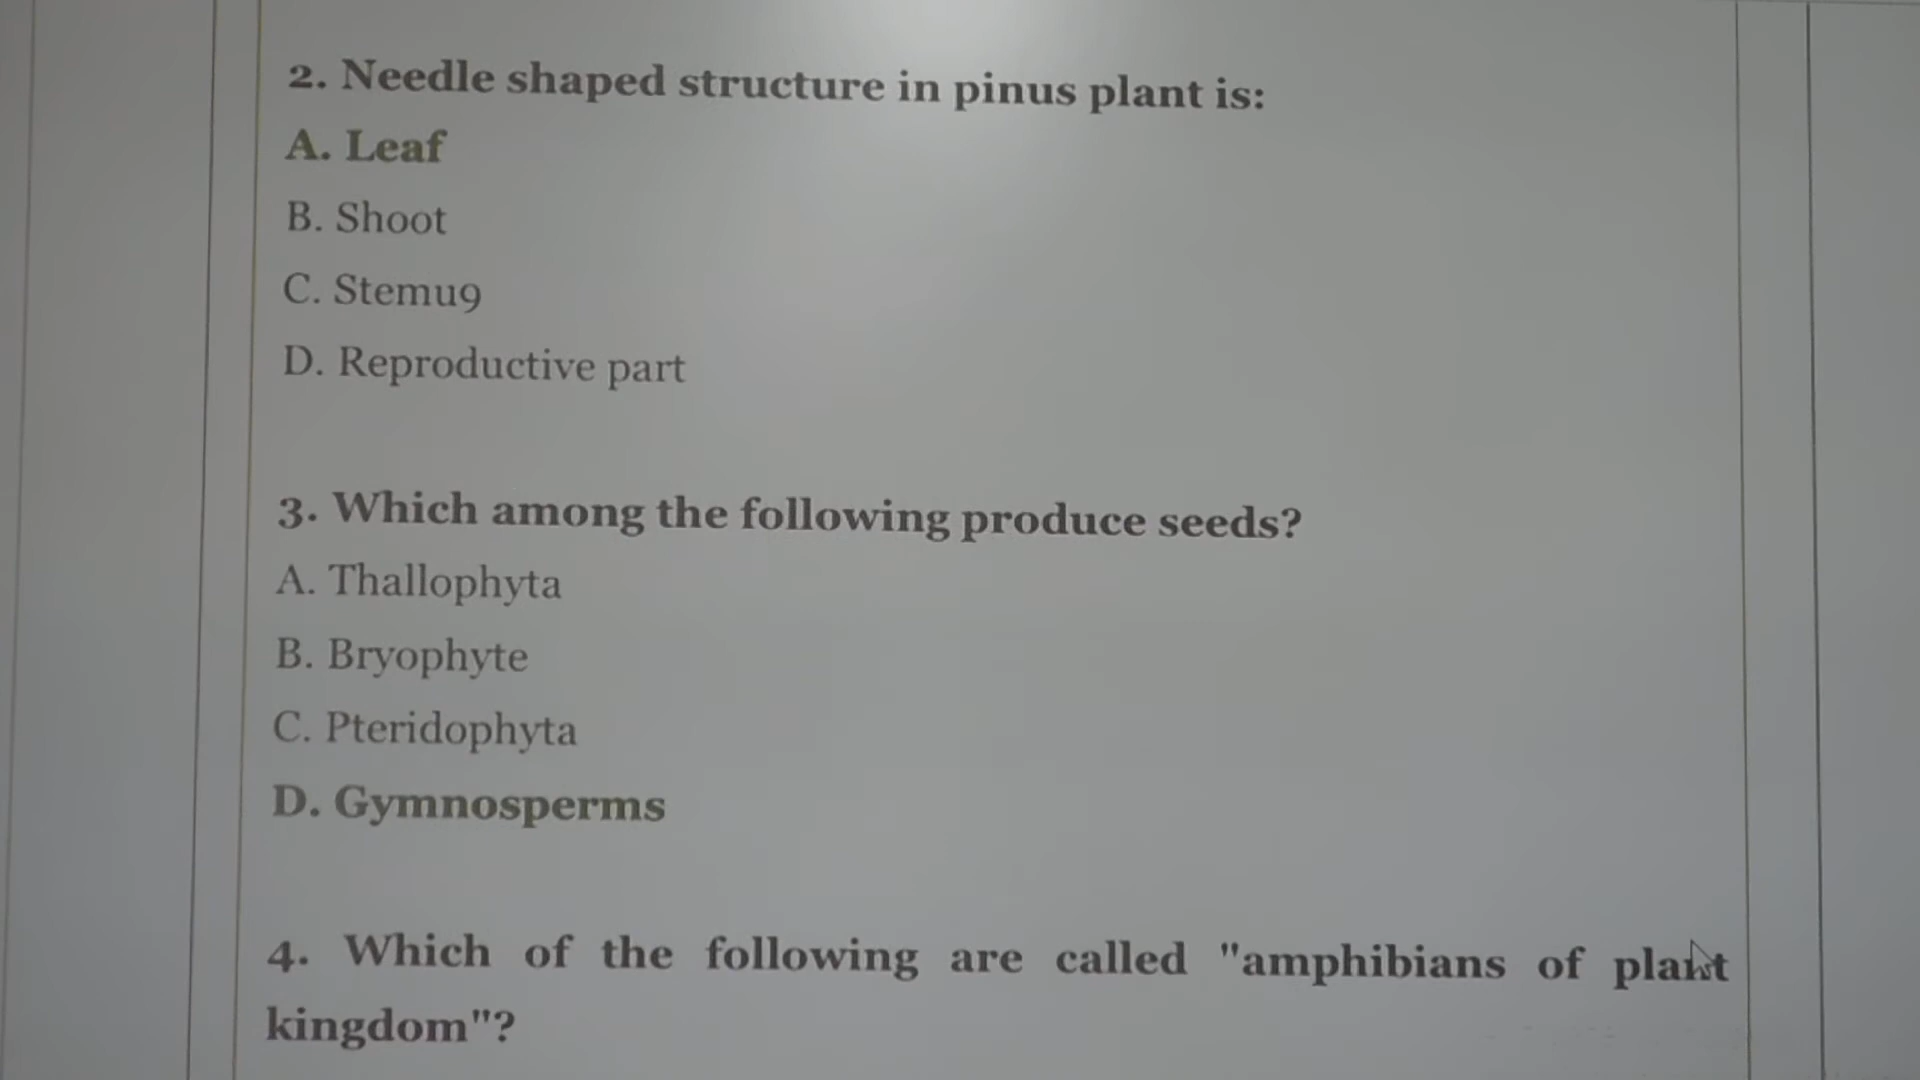 2. Needle shaped structure in pinus plant is:
A. Leaf
B. Shoot
C. Stemu9
D. Reproductive part
3. Which among the following produce seeds?
A. Thallophyta
B. Bryophyte
C. Pteridophyta
D. Gymnosperms
4. Which of the following are called "amphibians of plant
kingdom"?